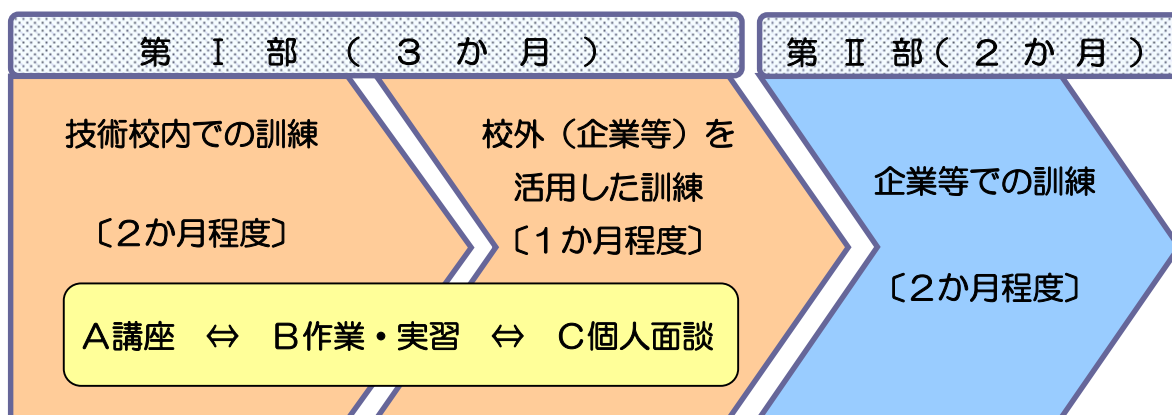 第Ⅰ部（３か月）
第Ⅱ部（２か月）
技術校内での訓練
〔２か月程度〕
校外（企業等）を
活用した訓練
〔１か月程度〕
企業等での訓練
〔２か月程度〕
Ａ講座　⇔　Ｂ作業・実習　⇔　Ｃ個人面談